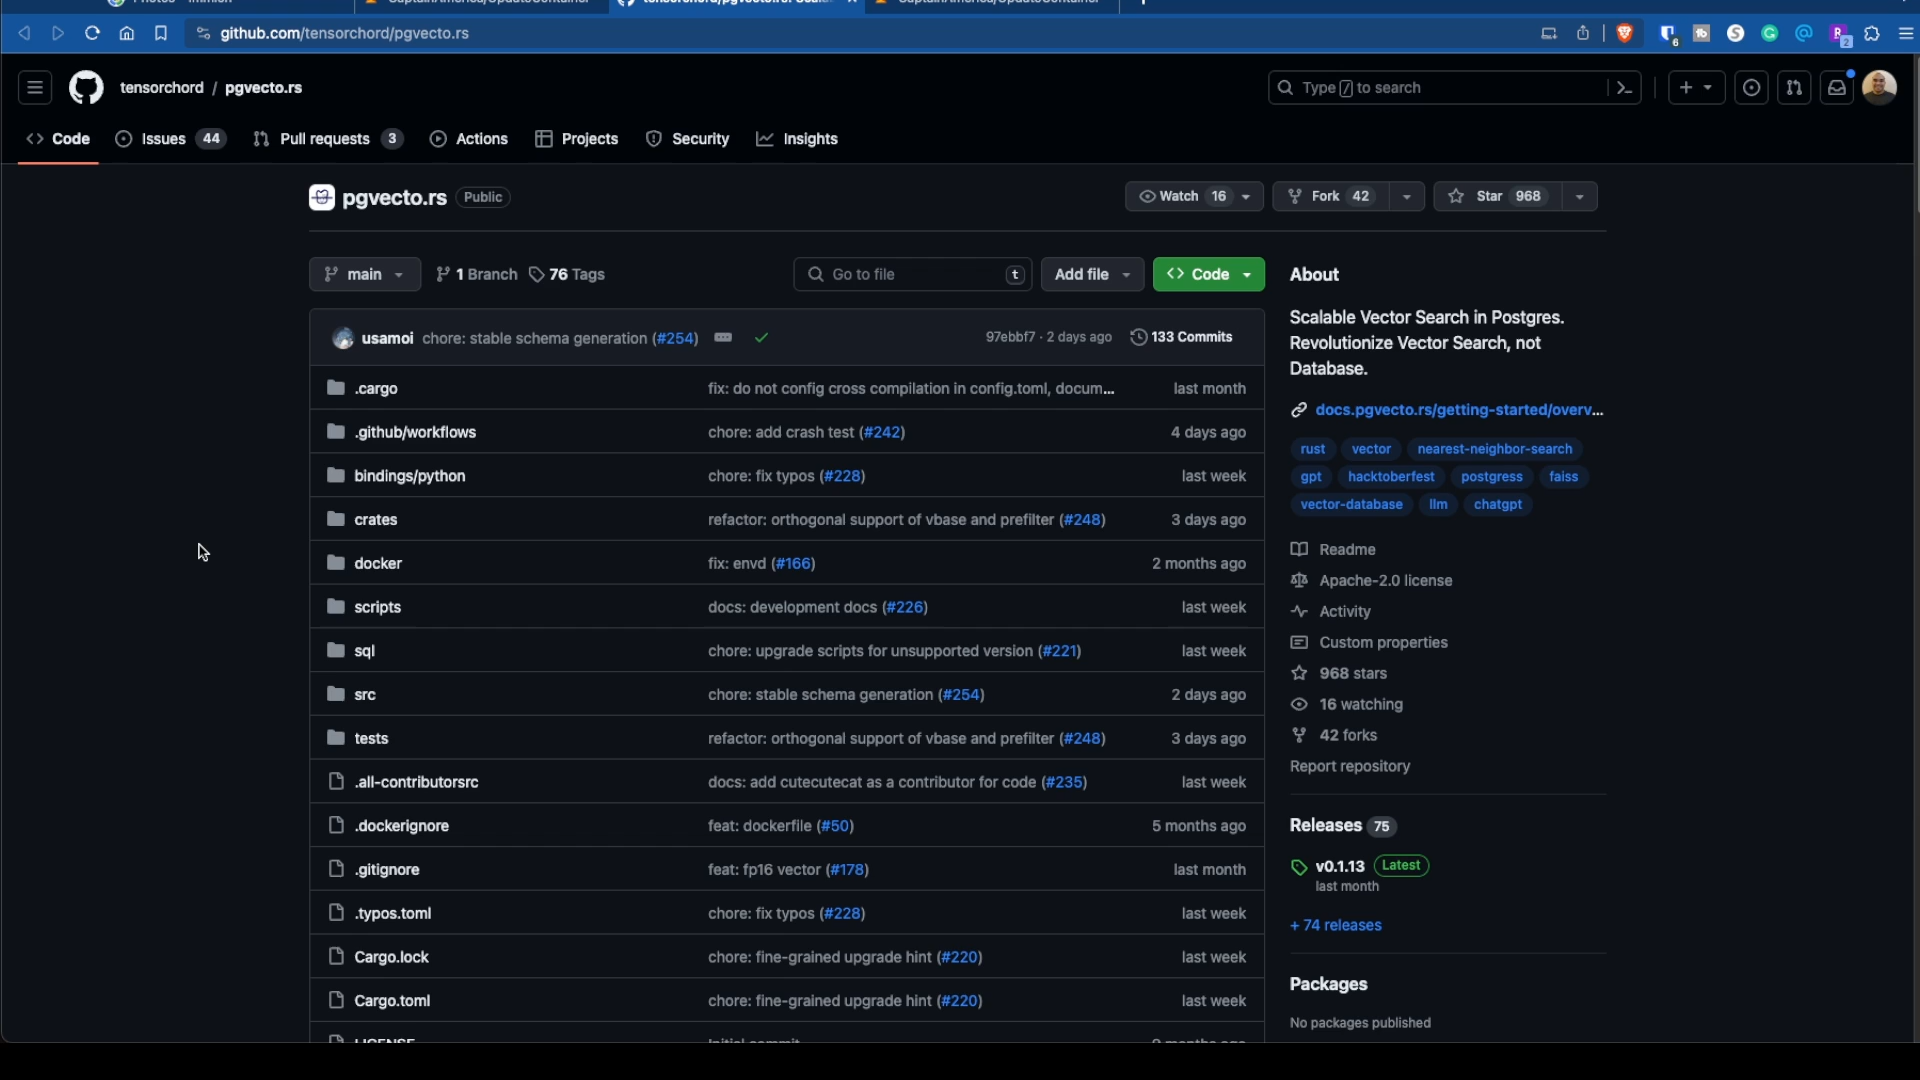 github.com/tensorchord/pgvecto.rs
6
2
tensorchord / pgvecto.rs
Type / to search
Code
Issues 44
Pull requests 3
Actions
Projects
Security
Insights
pgvecto.rs Public
Watch 16
Fork 42
Star 968
main
1 Branch
76 Tags
Go to file t
Add file
Code
usamoi chore: stable schema generation (#254)
97ebbf7 · 2 days ago
133 Commits
.cargo fix: do not config cross compilation in config.toml, docum... last month
.github/workflows chore: add crash test (#242) 4 days ago
bindings/python chore: fix typos (#228) last week
crates refactor: orthogonal support of vbase and prefilter (#248) 3 days ago
docker fix: envd (#166) 2 months ago
scripts docs: development docs (#226) last week
sql chore: upgrade scripts for unsupported version (#221) last week
src chore: stable schema generation (#254) 2 days ago
tests refactor: orthogonal support of vbase and prefilter (#248) 3 days ago
.all-contributorsrc docs: add cutecutecat as a contributor for code (#235) last week
.dockerignore feat: dockerfile (#50) 5 months ago
.gitignore feat: fp16 vector (#178) last month
.typos.toml chore: fix typos (#228) last week
Cargo.lock chore: fine-grained upgrade hint (#220) last week
Cargo.toml chore: fine-grained upgrade hint (#220) last week
About
Scalable Vector Search in Postgres.
Revolutionize Vector Search, not
Database.
docs.pgvecto.rs/getting-started/overv...
rust vector nearest-neighbor-search
gpt hacktoberfest postgress faiss
vector-database llm chatgpt
Readme
Apache-2.0 license
Activity
Custom properties
968 stars
16 watching
42 forks
Report repository
Releases 75
v0.1.13 Latest
last month
+ 74 releases
Packages
No packages published